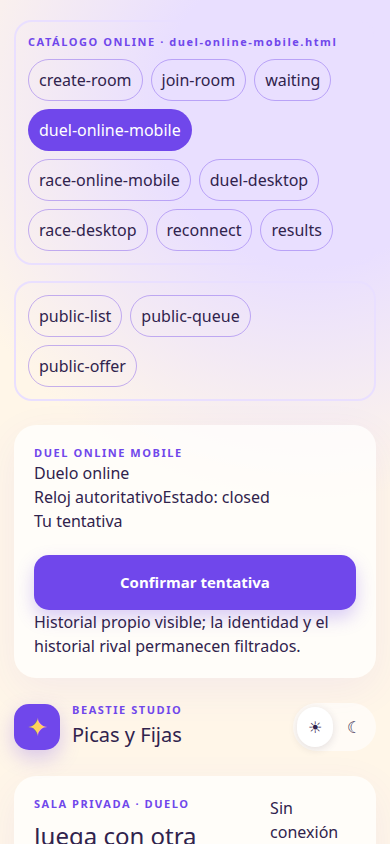 CATÁLOGO ONLINE · duel-online-mobile.html
create-room join-room waiting
duel-online-mobile
race-online-mobile duel-desktop
race-desktop reconnect results
public-list public-queue
public-offer
DUEL ONLINE MOBILE
Duelo online
Reloj autoritativoEstado: closed
Tu tentativa
Confirmar tentativa
Historial propio visible; la identidad y el
historial rival permanecen filtrados.
BEASTIE STUDIO
Picas y Fijas
SALA PRIVADA · DUELO
Juega con otra
Sin
conexión